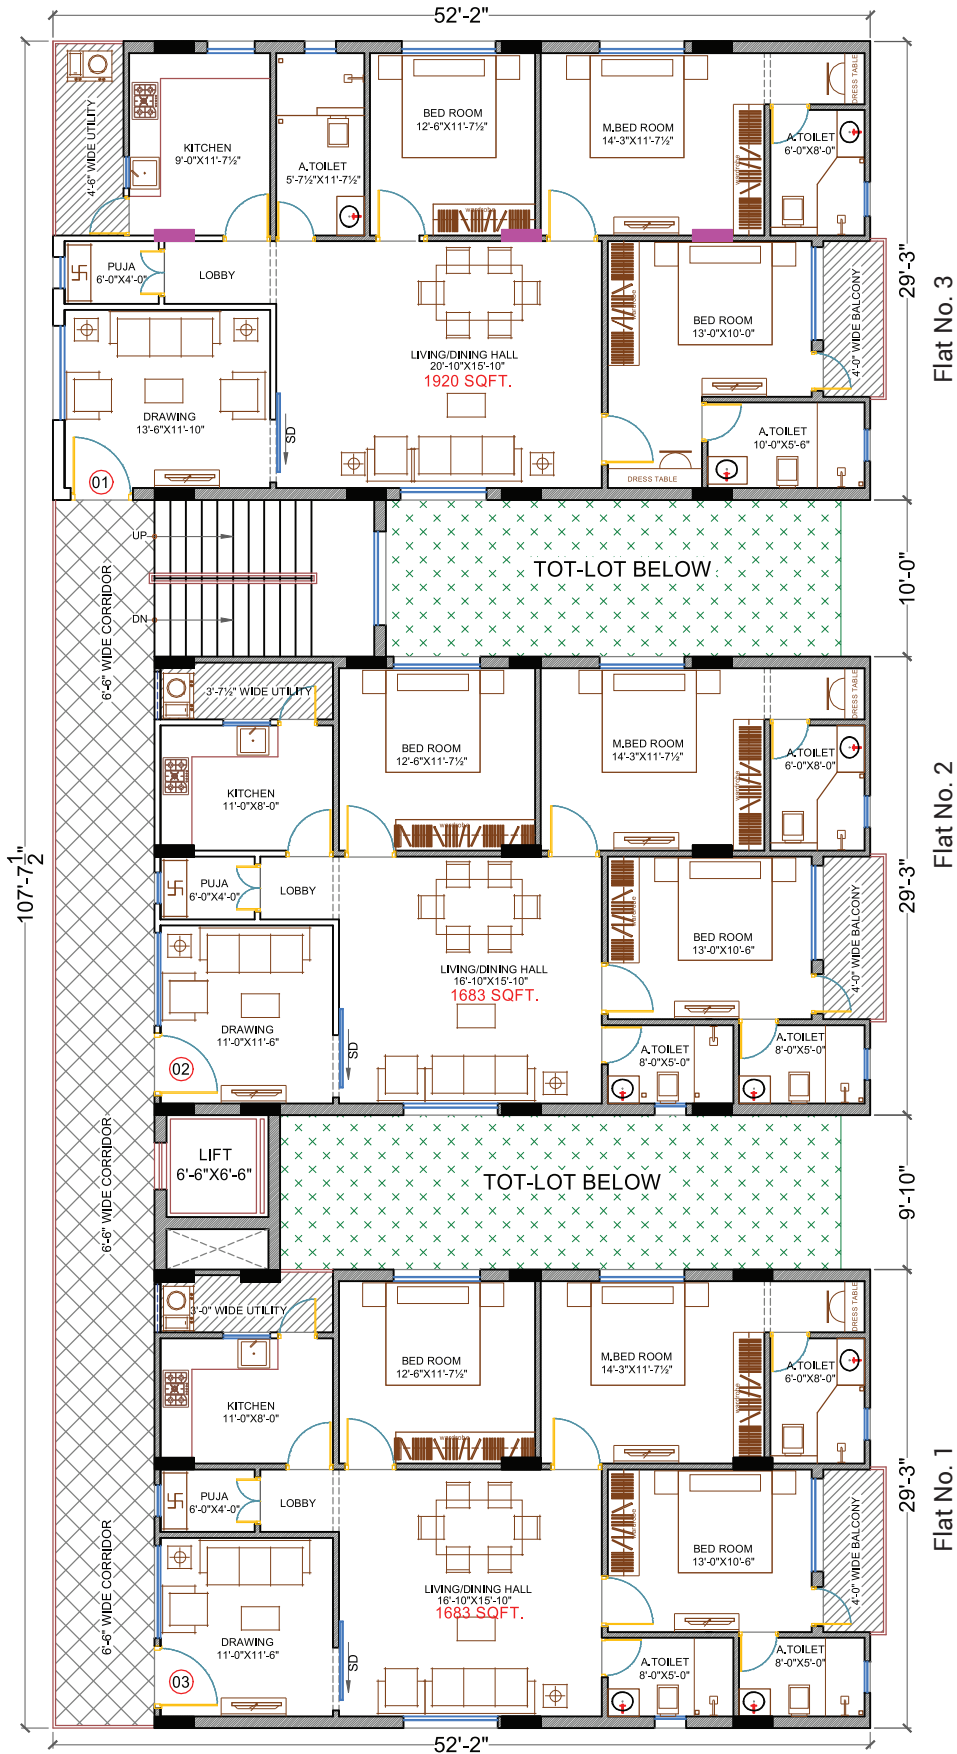 52'-2"
4'-6" WIDE UTILITY
KITCHEN
9'-0"X11'-7½"
A.TOILET
5'-7½"X11'-7½"
BED ROOM
12'-6"X11'-7½"
wardrobe
M.BED ROOM
14'-3"X11'-7½"
wardrobe
DRESS TABLE
A.TOILET
6'-0"X8'-0"
PUJA
6'-0"X4'-0"
LOBBY
LIVING/DINING HALL
20'-10"X15'-10"
1920 SQFT.
wardrobe
BED ROOM
13'-0"X10'-0"
4'-0" WIDE BALCONY
29'-3"
Flat No. 3
DRAWING
13'-6"X11'-10"
SD
A.TOILET
10'-0"X5'-6"
DRESS TABLE
01
UP
DN
6'-6" WIDE CORRIDOR
TOT-LOT BELOW
10'-0"
3'-7½" WIDE UTILITY
KITCHEN
11'-0"X8'-0"
BED ROOM
12'-6"X11'-7½"
wardrobe
M.BED ROOM
14'-3"X11'-7½"
wardrobe
DRESS TABLE
A.TOILET
6'-0"X8'-0"
107'-7½"
PUJA
6'-0"X4'-0"
LOBBY
LIVING/DINING HALL
16'-10"X15'-10"
1683 SQFT.
wardrobe
BED ROOM
13'-0"X10'-6"
4'-0" WIDE BALCONY
29'-3"
Flat No. 2
DRAWING
11'-0"X11'-6"
SD
02
A.TOILET
8'-0"X5'-0"
A.TOILET
8'-0"X5'-0"
6'-6" WIDE CORRIDOR
LIFT
6'-6"X6'-6"
TOT-LOT BELOW
9'-10"
3'-0" WIDE UTILITY
KITCHEN
11'-0"X8'-0"
BED ROOM
12'-6"X11'-7½"
wardrobe
M.BED ROOM
14'-3"X11'-7½"
wardrobe
DRESS TABLE
A.TOILET
6'-0"X8'-0"
PUJA
6'-0"X4'-0"
LOBBY
LIVING/DINING HALL
16'-10"X15'-10"
1683 SQFT.
wardrobe
BED ROOM
13'-0"X10'-6"
4'-0" WIDE BALCONY
29'-3"
Flat No. 1
6'-6" WIDE CORRIDOR
DRAWING
11'-0"X11'-6"
SD
03
A.TOILET
8'-0"X5'-0"
A.TOILET
8'-0"X5'-0"
52'-2"